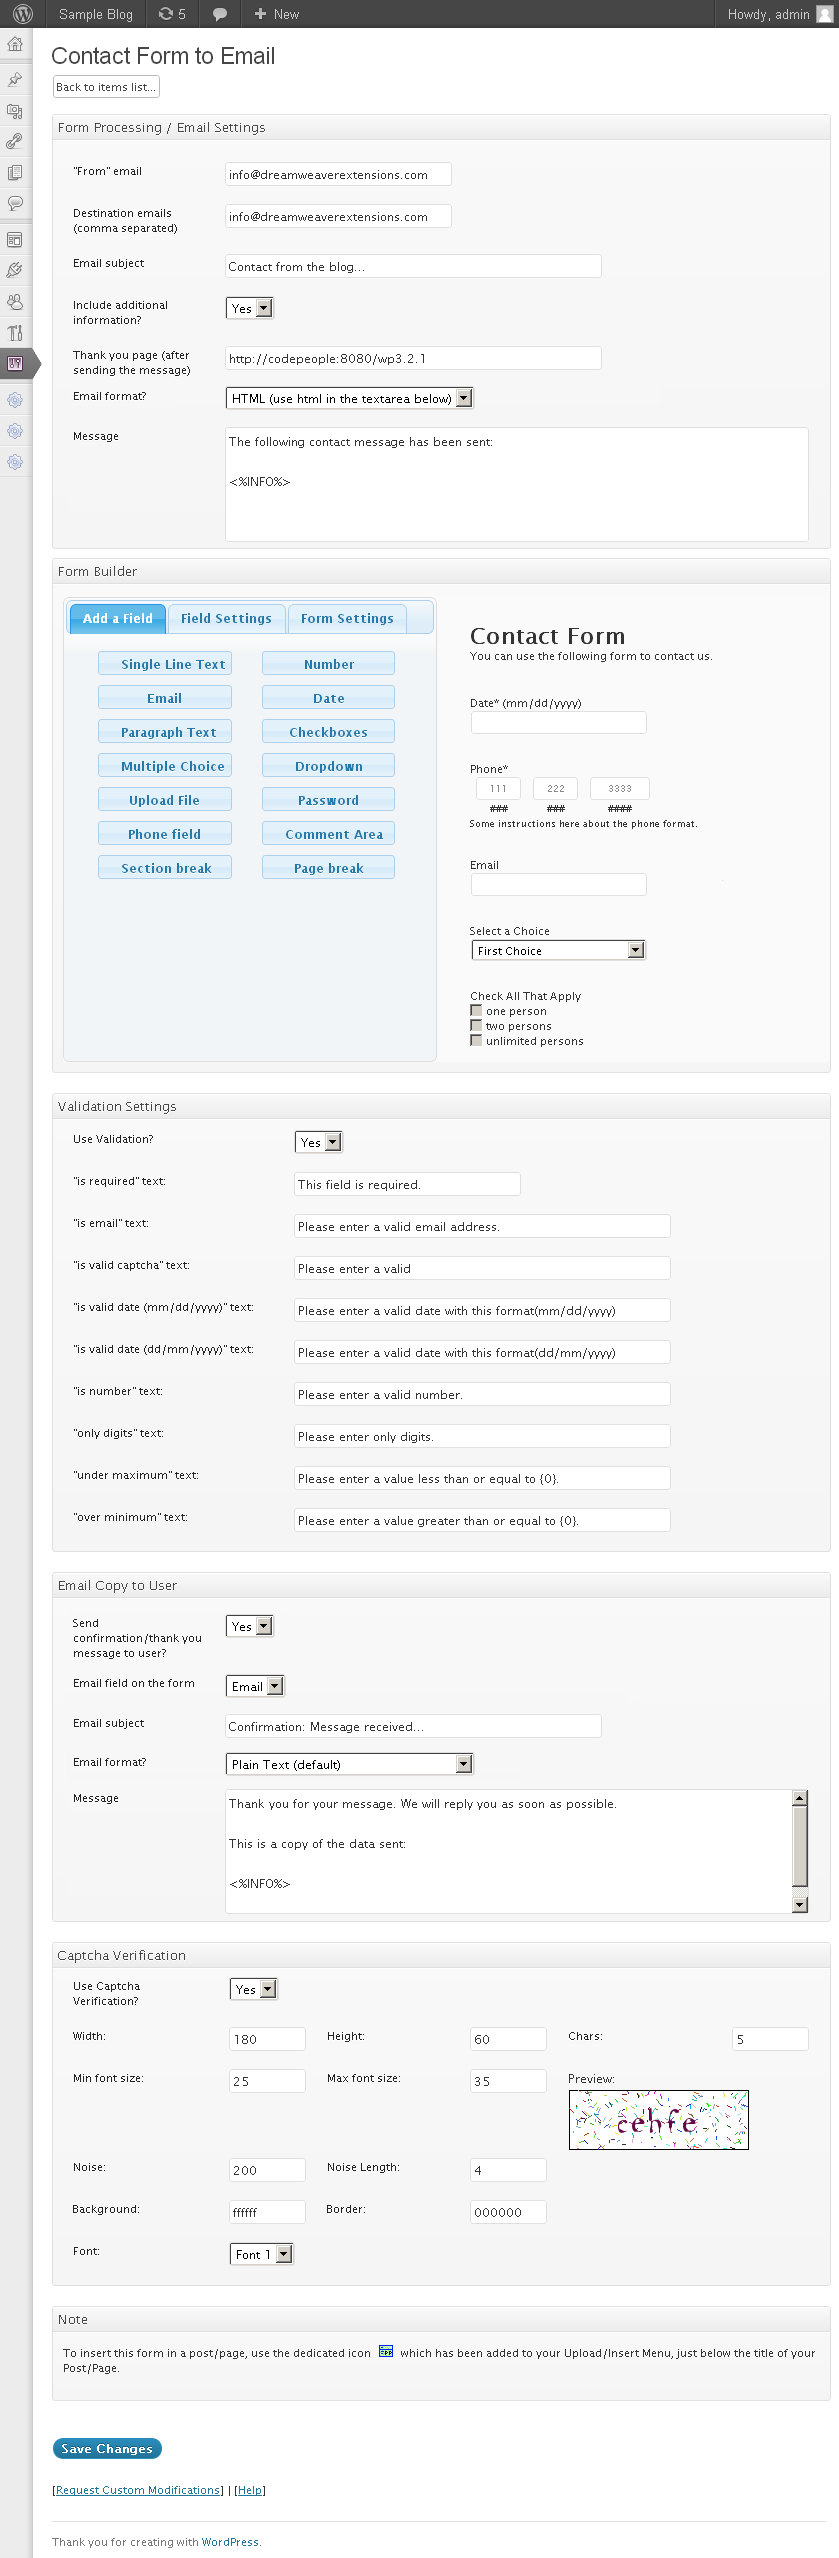 Sample Blog 5 New Howdy, admin
Contact Form to Email
Back to items list...
Form Processing / Email Settings
"From" email info@dreamweaverextensions.com
Destination emails
(comma separated) info@dreamweaverextensions.com
Email subject Contact from the blog...
Include additional
information? Yes
Thank you page (after
sending the message) http://codepeople:8080/wp3.2.1
Email format? HTML (use html in the textarea below)
Message The following contact message has been sent:
<%INFO%>
Form Builder
Add a Field Field Settings Form Settings
Single Line Text Number
Email Date
Paragraph Text Checkboxes
Multiple Choice Dropdown
Upload File Password
Phone field Comment Area
Section break Page break
Contact Form
You can use the following form to contact us.
Date* (mm/dd/yyyy)
Phone*
111 222 3333
### ### ####
Some instructions here about the phone format.
Email
Select a Choice
First Choice
Check All That Apply
one person
two persons
unlimited persons
Validation Settings
Use Validation? Yes
"is required" text: This field is required.
"is email" text: Please enter a valid email address.
"is valid captcha" text: Please enter a valid
"is valid date (mm/dd/yyyy)" text: Please enter a valid date with this format(mm/dd/yyyy)
"is valid date (dd/mm/yyyy)" text: Please enter a valid date with this format(dd/mm/yyyy)
"is number" text: Please enter a valid number.
"only digits" text: Please enter only digits.
"under maximum" text: Please enter a value less than or equal to {0}.
"over minimum" text: Please enter a value greater than or equal to {0}.
Email Copy to User
Send
confirmation/thank you
message to user? Yes
Email field on the form Email
Email subject Confirmation: Message received...
Email format? Plain Text (default)
Message Thank you for your message. We will reply you as soon as possible.
This is a copy of the data sent:
<%INFO%>
Captcha Verification
Use Captcha
Verification? Yes
Width: 180 Height: 60 Chars: 5
Min font size: 25 Max font size: 35 Preview:
cehfe
Noise: 200 Noise Length: 4
Background: ffffff Border: 000000
Font: Font 1
Note
To insert this form in a post/page, use the dedicated icon which has been added to your Upload/Insert Menu, just below the title of your
Post/Page.
Save Changes
[Request Custom Modifications] | [Help]
Thank you for creating with WordPress.